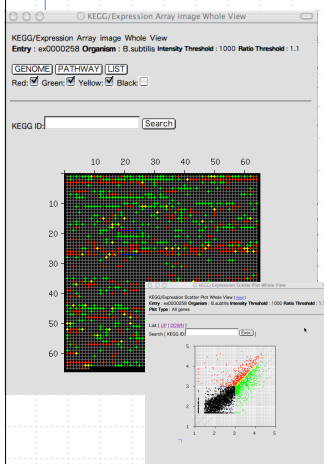 KEGG/Expression Array image Whole View
KEGG/Expression Array image Whole View
Entry : ex0000258 Organism : B.subtilis Intensity Threshold : 1000 Ratio Threshold : 1.1
GENOME PATHWAY LIST
Red: Green: Yellow: Black:
KEGG ID: Search
10 20 30 40 50 60
10
20
30
40
50
60
KEGG/Expression Scatter Plot Whole View
KEGG/Expression Scatter Plot Whole View
Entry : ex0000258 Organism : B.subtilis Intensity Threshold : 1000 Ratio Threshold : 1.1
Plot Type : All genes
List [ UP | DOWN ]
Search [ KEGG ID: Exec ]
5
4
3
2
1
1 2 3 4 5